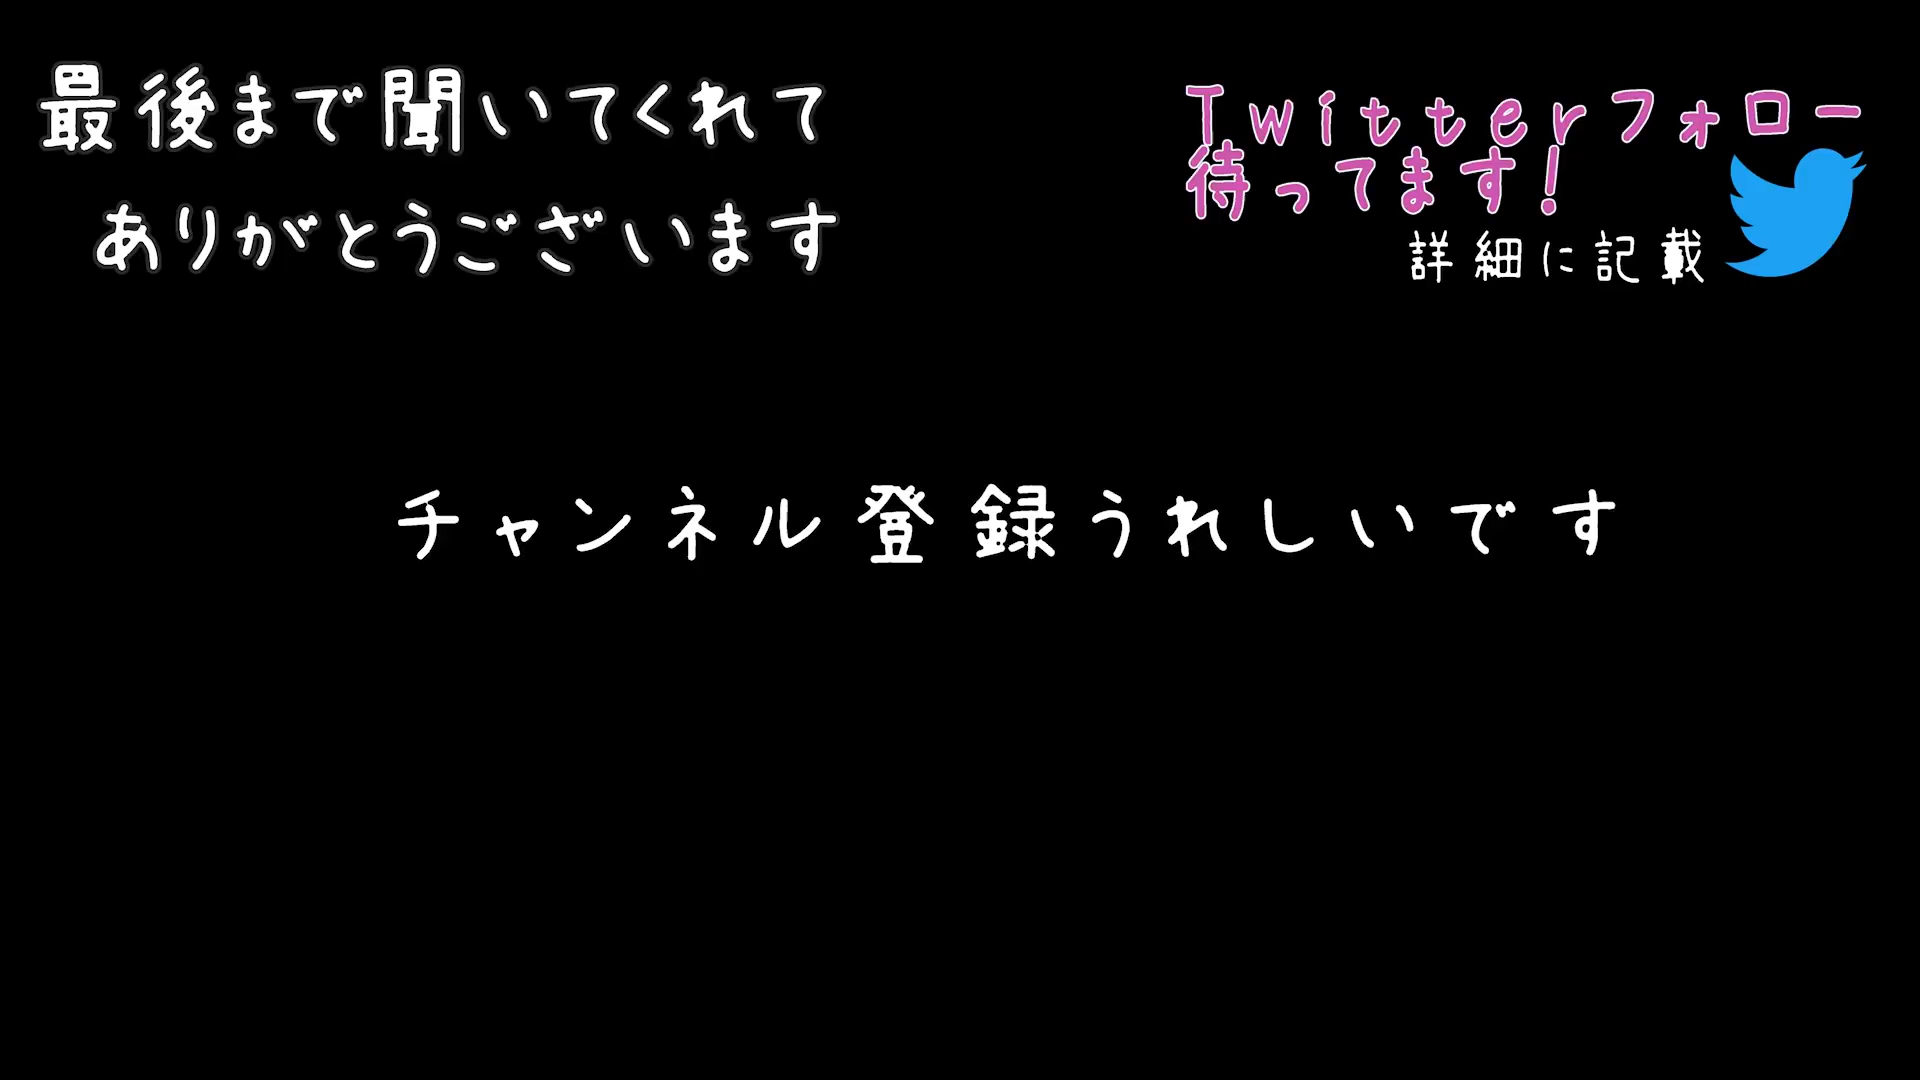 最後まで聞いてくれて
ありがとうございます
Twitterフォロー
待ってます!
詳細に記載
チャンネル登録うれしいです